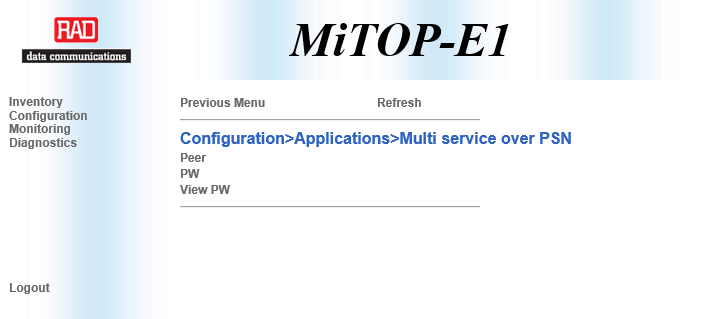 RAD
data communications
MiTOP-E1
Inventory
Configuration
Monitoring
Diagnostics
Logout
Previous Menu Refresh
Configuration>Applications>Multi service over PSN
Peer
PW
View PW